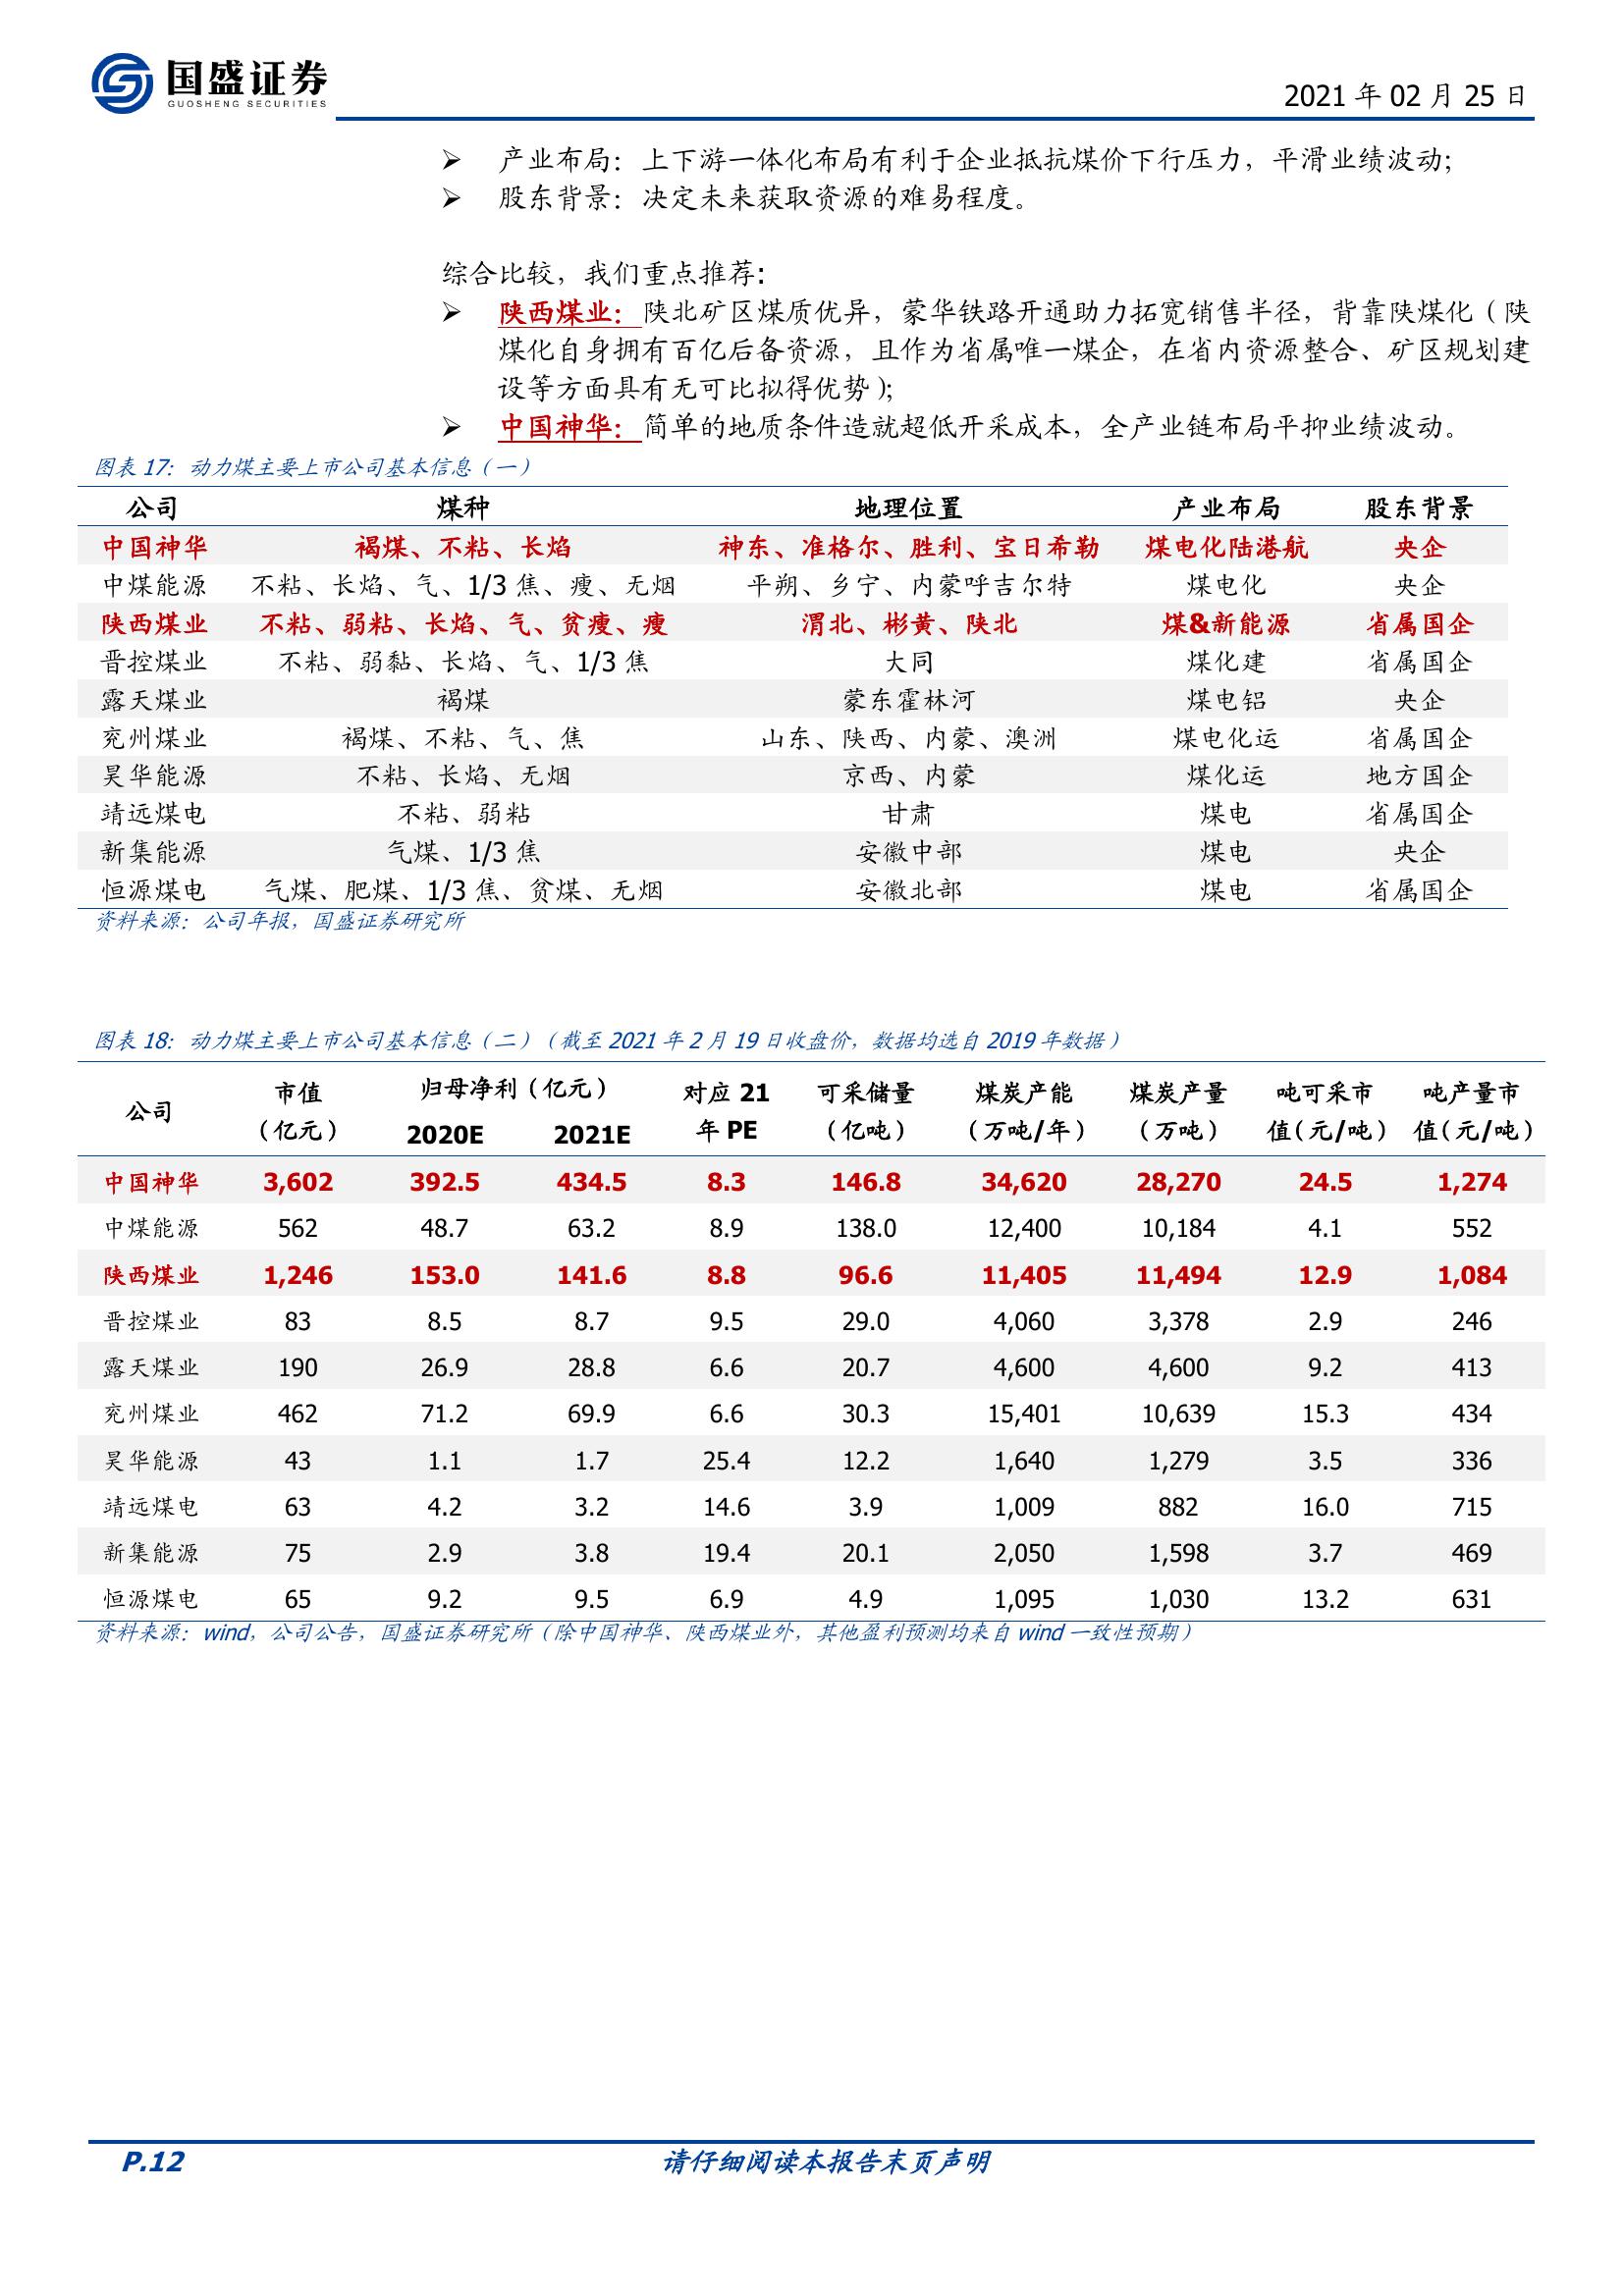 国盛证券
GUOSHENG SECURITIES
2021 年 02 月 25 日
➢ 产业布局：上下游一体化布局有利于企业抵抗煤价下行压力，平滑业绩波动；
➢ 股东背景：决定未来获取资源的难易程度。
综合比较，我们重点推荐：
➢ 陕西煤业：陕北矿区煤质优异，蒙华铁路开通助力拓宽销售半径，背靠陕煤化（陕
煤化自身拥有百亿后备资源，且作为省属唯一煤企，在省内资源整合、矿区规划建
设等方面具有无可比拟得优势）；
➢ 中国神华：简单的地质条件造就超低开采成本，全产业链布局平抑业绩波动。
图表 17：动力煤主要上市公司基本信息（一）
公司 煤种 地理位置 产业布局 股东背景
中国神华 褐煤、不粘、长焰 神东、准格尔、胜利、宝日希勒 煤电化陆港航 央企
中煤能源 不粘、长焰、气、1/3 焦、瘦、无烟 平朔、乡宁、内蒙呼吉尔特 煤电化 央企
陕西煤业 不粘、弱粘、长焰、气、贫瘦、瘦 渭北、彬黄、陕北 煤&新能源 省属国企
晋控煤业 不粘、弱黏、长焰、气、1/3 焦 大同 煤化建 省属国企
露天煤业 褐煤 蒙东霍林河 煤电铝 央企
兖州煤业 褐煤、不粘、气、焦 山东、陕西、内蒙、澳洲 煤电化运 省属国企
昊华能源 不粘、长焰、无烟 京西、内蒙 煤化运 地方国企
靖远煤电 不粘、弱粘 甘肃 煤电 省属国企
新集能源 气煤、1/3 焦 安徽中部 煤电 央企
恒源煤电 气煤、肥煤、1/3 焦、贫煤、无烟 安徽北部 煤电 省属国企
资料来源：公司年报，国盛证券研究所
图表 18：动力煤主要上市公司基本信息（二）（截至 2021 年 2 月 19 日收盘价，数据均选自 2019 年数据）
公司 市值 归母净利（亿元） 对应 21 可采储量 煤炭产能 煤炭产量 吨可采市 吨产量市
（亿元） 2020E 2021E 年 PE （亿吨） （万吨/年） （万吨） 值（元/吨） 值（元/吨）
中国神华 3,602 392.5 434.5 8.3 146.8 34,620 28,270 24.5 1,274
中煤能源 562 48.7 63.2 8.9 138.0 12,400 10,184 4.1 552
陕西煤业 1,246 153.0 141.6 8.8 96.6 11,405 11,494 12.9 1,084
晋控煤业 83 8.5 8.7 9.5 29.0 4,060 3,378 2.9 246
露天煤业 190 26.9 28.8 6.6 20.7 4,600 4,600 9.2 413
兖州煤业 462 71.2 69.9 6.6 30.3 15,401 10,639 15.3 434
昊华能源 43 1.1 1.7 25.4 12.2 1,640 1,279 3.5 336
靖远煤电 63 4.2 3.2 14.6 3.9 1,009 882 16.0 715
新集能源 75 2.9 3.8 19.4 20.1 2,050 1,598 3.7 469
恒源煤电 65 9.2 9.5 6.9 4.9 1,095 1,030 13.2 631
资料来源：wind，公司公告，国盛证券研究所（除中国神华、陕西煤业外，其他盈利预测均来自 wind 一致性预期）
P.12 请仔细阅读本报告末页声明